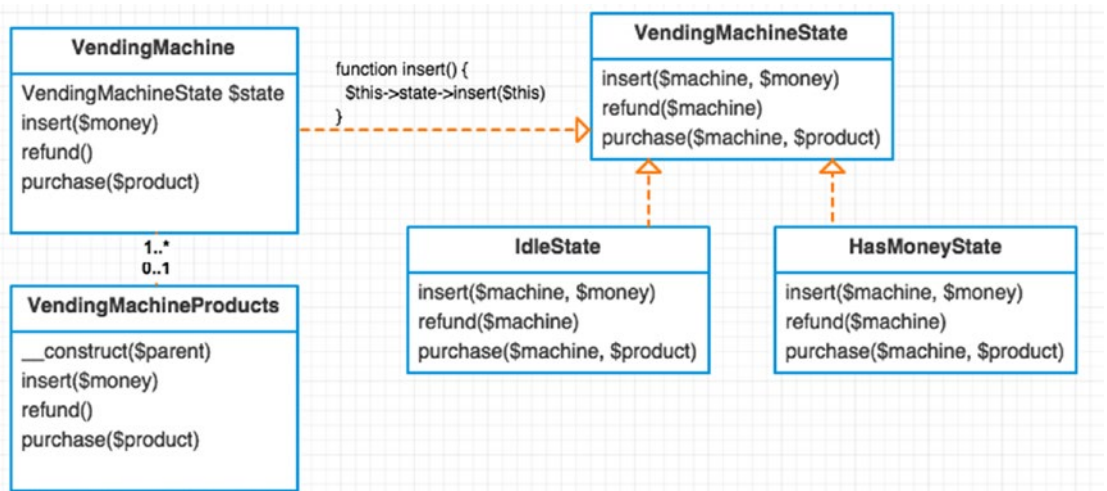 VendingMachine
VendingMachineState $state
insert($money)
refund()
purchase($product)
function insert() {
$this->state->insert($this)
}
VendingMachineState
insert($machine, $money)
refund($machine)
purchase($machine, $product)
1..*
0..1
VendingMachineProducts
__construct($parent)
insert($money)
refund()
purchase($product)
IdleState
insert($machine, $money)
refund($machine)
purchase($machine, $product)
HasMoneyState
insert($machine, $money)
refund($machine)
purchase($machine, $product)